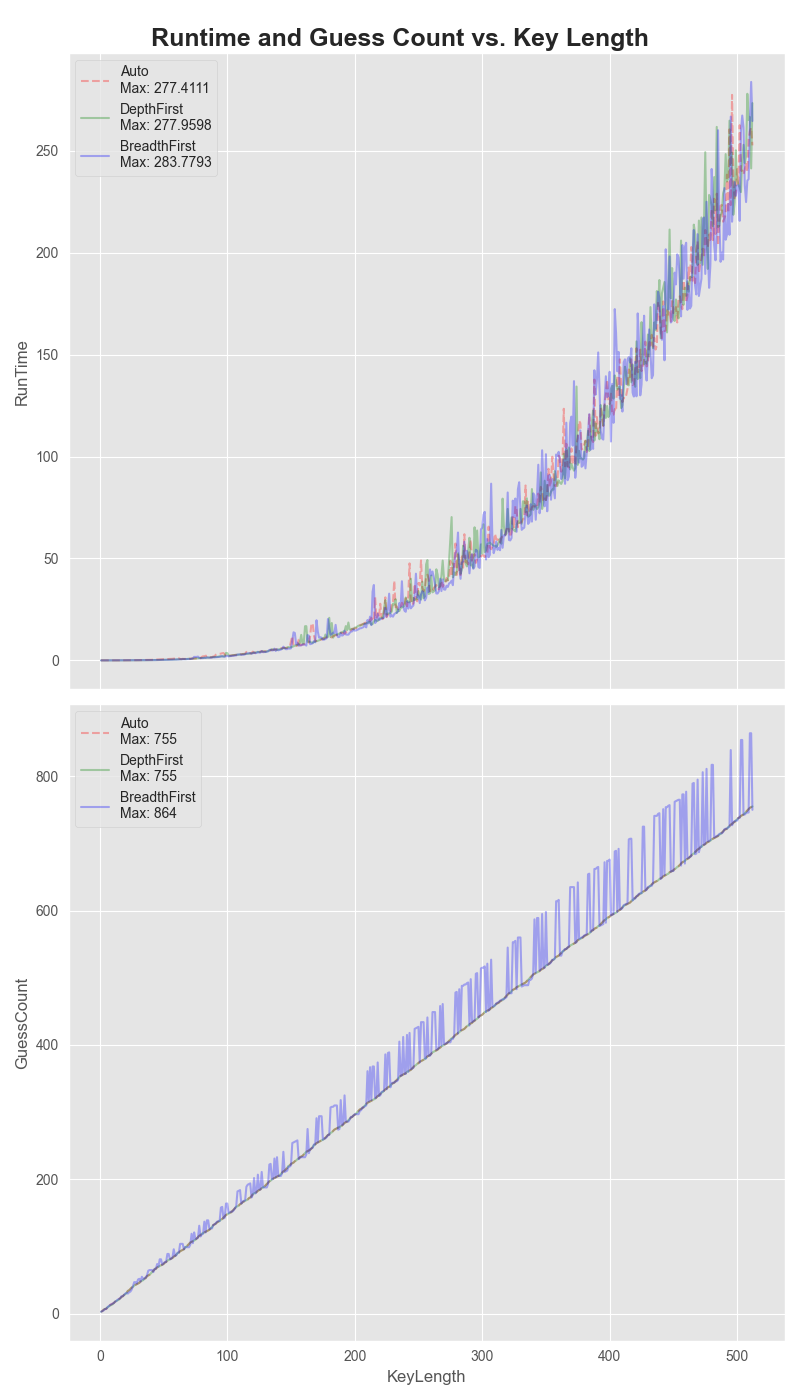 Runtime and Guess Count vs. Key Length
Auto
Max: 277.4111
DepthFirst
Max: 277.9598
BreadthFirst
Max: 283.7793
250
200
150
100
50
0
RunTime
Auto
Max: 755
DepthFirst
Max: 755
BreadthFirst
Max: 864
800
600
400
200
0
GuessCount
0 100 200 300 400 500
KeyLength